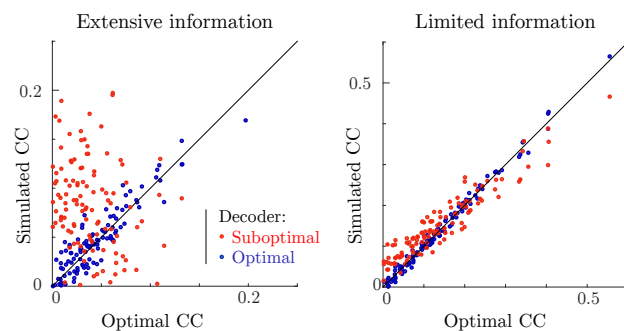 Extensive information
Limited information
Simulated CC
0.2
0
0
0.2
Optimal CC
Decoder:
Suboptimal
Optimal
Simulated CC
0.5
0
0
0.5
Optimal CC